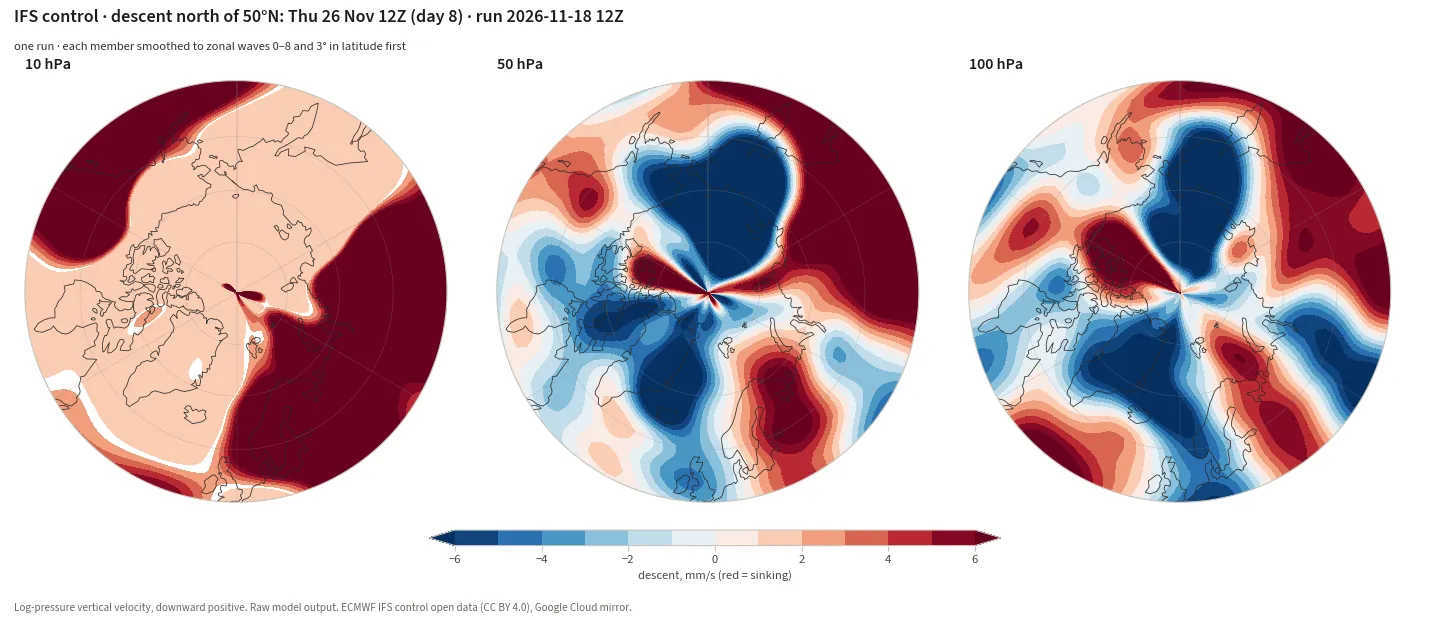 IFS control · descent north of 50°N: Thu 26 Nov 12Z (day 8) · run 2026-11-18 12Z
one run · each member smoothed to zonal waves 0–8 and 3° in latitude first
10 hPa
50 hPa
100 hPa
−6 −4 −2 0 2 4 6
descent, mm/s (red = sinking)
Log-pressure vertical velocity, downward positive. Raw model output. ECMWF IFS control open data (CC BY 4.0), Google Cloud mirror.